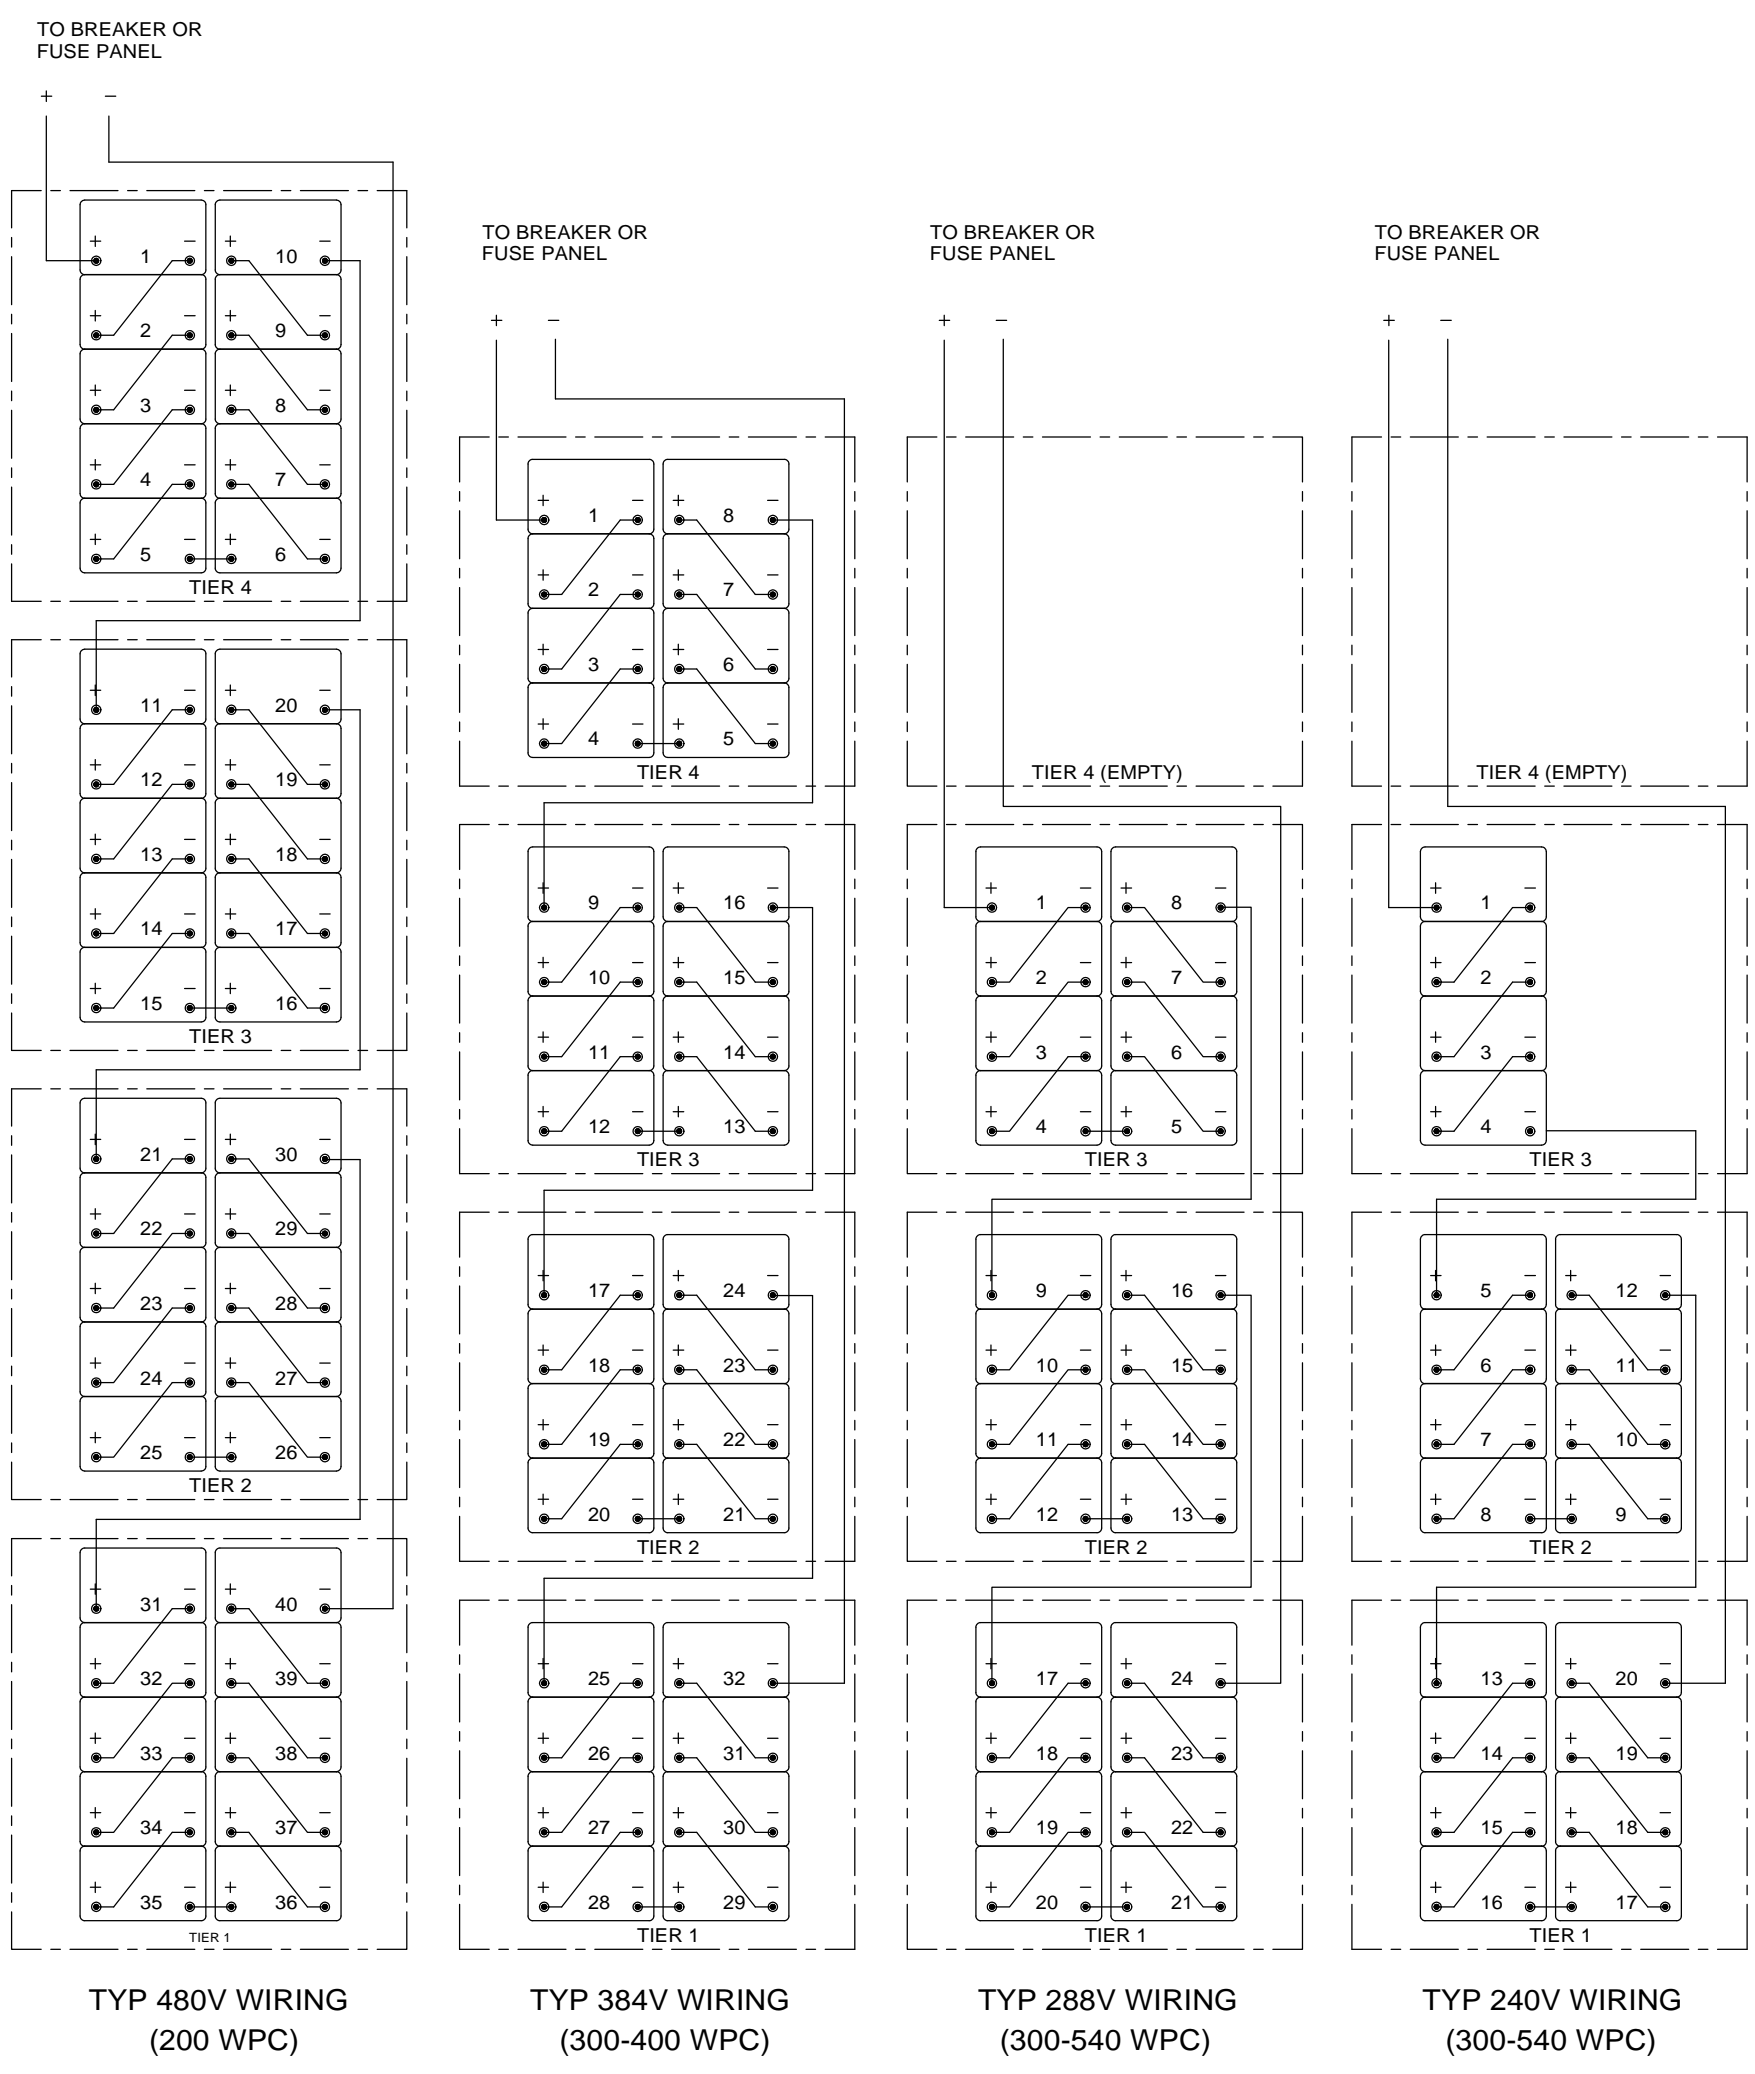 TO BREAKER OR
FUSE PANEL
+ −
+ 1 − + 10 −
+ 2 − + 9 −
+ 3 − + 8 −
+ 4 − + 7 −
+ 5 − + 6 −
TIER 4
+ 11 − + 20 −
+ 12 − + 19 −
+ 13 − + 18 −
+ 14 − + 17 −
+ 15 − + 16 −
TIER 3
+ 21 − + 30 −
+ 22 − + 29 −
+ 23 − + 28 −
+ 24 − + 27 −
+ 25 − + 26 −
TIER 2
+ 31 − + 40 −
+ 32 − + 39 −
+ 33 − + 38 −
+ 34 − + 37 −
+ 35 − + 36 −
TIER 1
TYP 480V WIRING
(200 WPC)
TO BREAKER OR
FUSE PANEL
+ −
+ 1 − + 8 −
+ 2 − + 7 −
+ 3 − + 6 −
+ 4 − + 5 −
TIER 4
+ 9 − + 16 −
+ 10 − + 15 −
+ 11 − + 14 −
+ 12 − + 13 −
TIER 3
+ 17 − + 24 −
+ 18 − + 23 −
+ 19 − + 22 −
+ 20 − + 21 −
TIER 2
+ 25 − + 32 −
+ 26 − + 31 −
+ 27 − + 30 −
+ 28 − + 29 −
TIER 1
TYP 384V WIRING
(300-400 WPC)
TO BREAKER OR
FUSE PANEL
+ −
TIER 4 (EMPTY)
+ 1 − + 8 −
+ 2 − + 7 −
+ 3 − + 6 −
+ 4 − + 5 −
TIER 3
+ 9 − + 16 −
+ 10 − + 15 −
+ 11 − + 14 −
+ 12 − + 13 −
TIER 2
+ 17 − + 24 −
+ 18 − + 23 −
+ 19 − + 22 −
+ 20 − + 21 −
TIER 1
TYP 288V WIRING
(300-540 WPC)
TO BREAKER OR
FUSE PANEL
+ −
TIER 4 (EMPTY)
+ 1 −
+ 2 −
+ 3 −
+ 4 −
TIER 3
+ 5 − + 12 −
+ 6 − + 11 −
+ 7 − + 10 −
+ 8 − + 9 −
TIER 2
+ 13 − + 20 −
+ 14 − + 19 −
+ 15 − + 18 −
+ 16 − + 17 −
TIER 1
TYP 240V WIRING
(300-540 WPC)